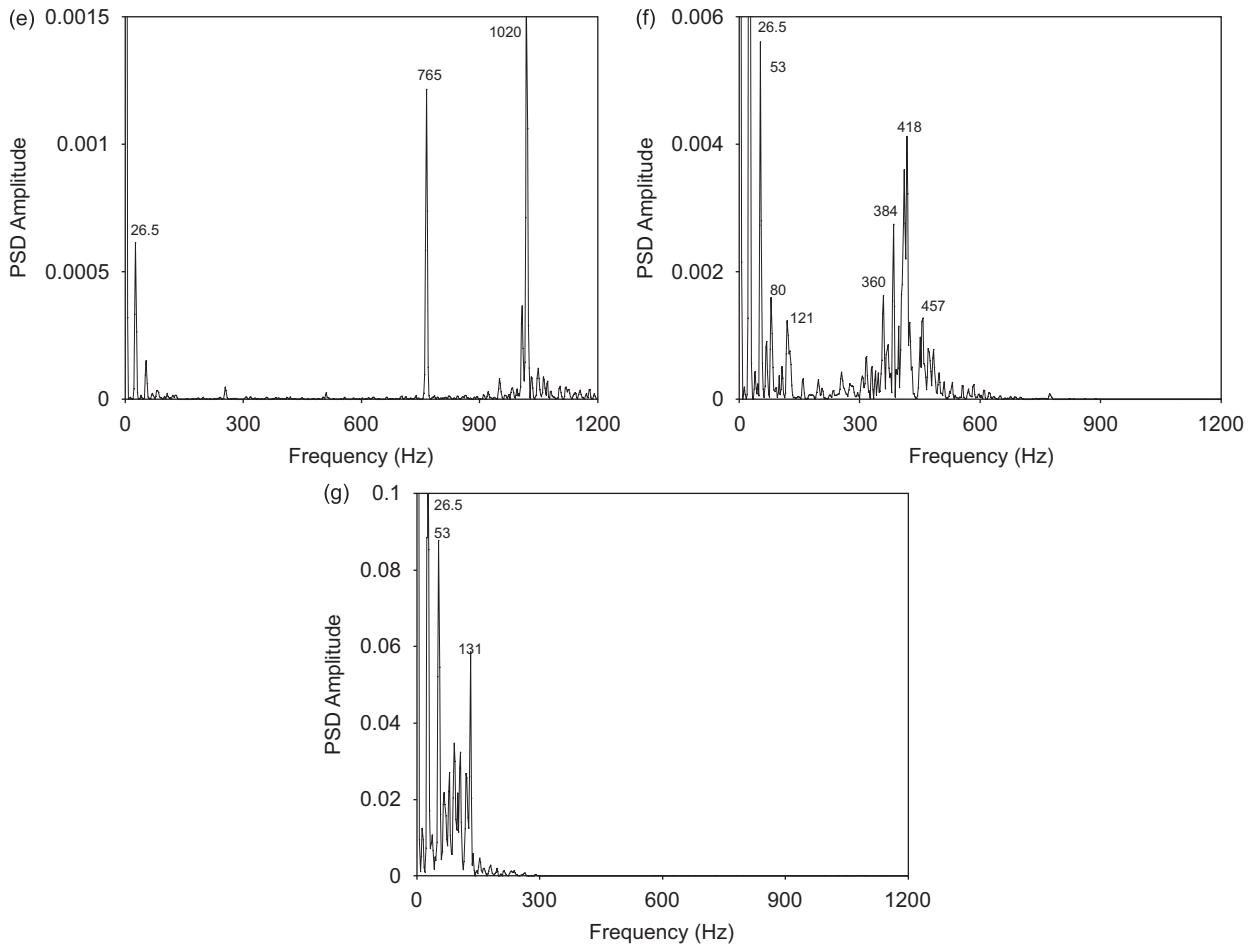 (e)
0.0015
0.001
0.0005
0
PSD Amplitude
26.5
765
1020
0 300 600 900 1200
Frequency (Hz)
(f)
0.006
0.004
0.002
0
PSD Amplitude
26.5
53
80
121
360
384
418
457
0 300 600 900 1200
Frequency (Hz)
(g)
0.1
0.08
0.06
0.04
0.02
0
PSD Amplitude
26.5
53
131
0 300 600 900 1200
Frequency (Hz)